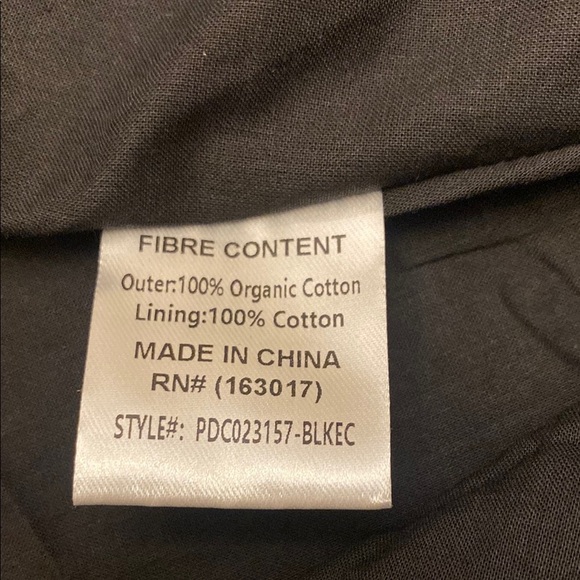 FIBRE CONTENT
Outer:100% Organic Cotton
Lining:100% Cotton
MADE IN CHINA
RN# (163017)
STYLE#: PDC023157-BLKEC